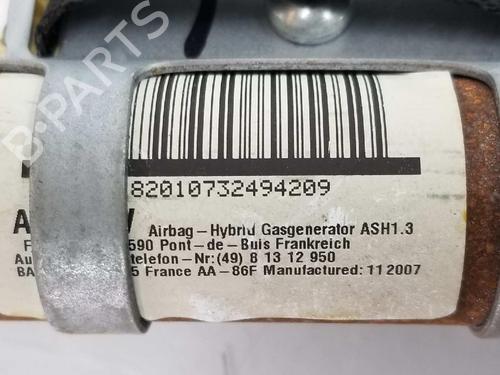 B-PARTS
82010732494209
Airbag-Hybrid Gasgenerator ASH1.3
590 Pont-de-Buis Frankreich
telefon-Nr:(49) 8 13 12 950
5 France AA-86F Manufactured: 11 2007